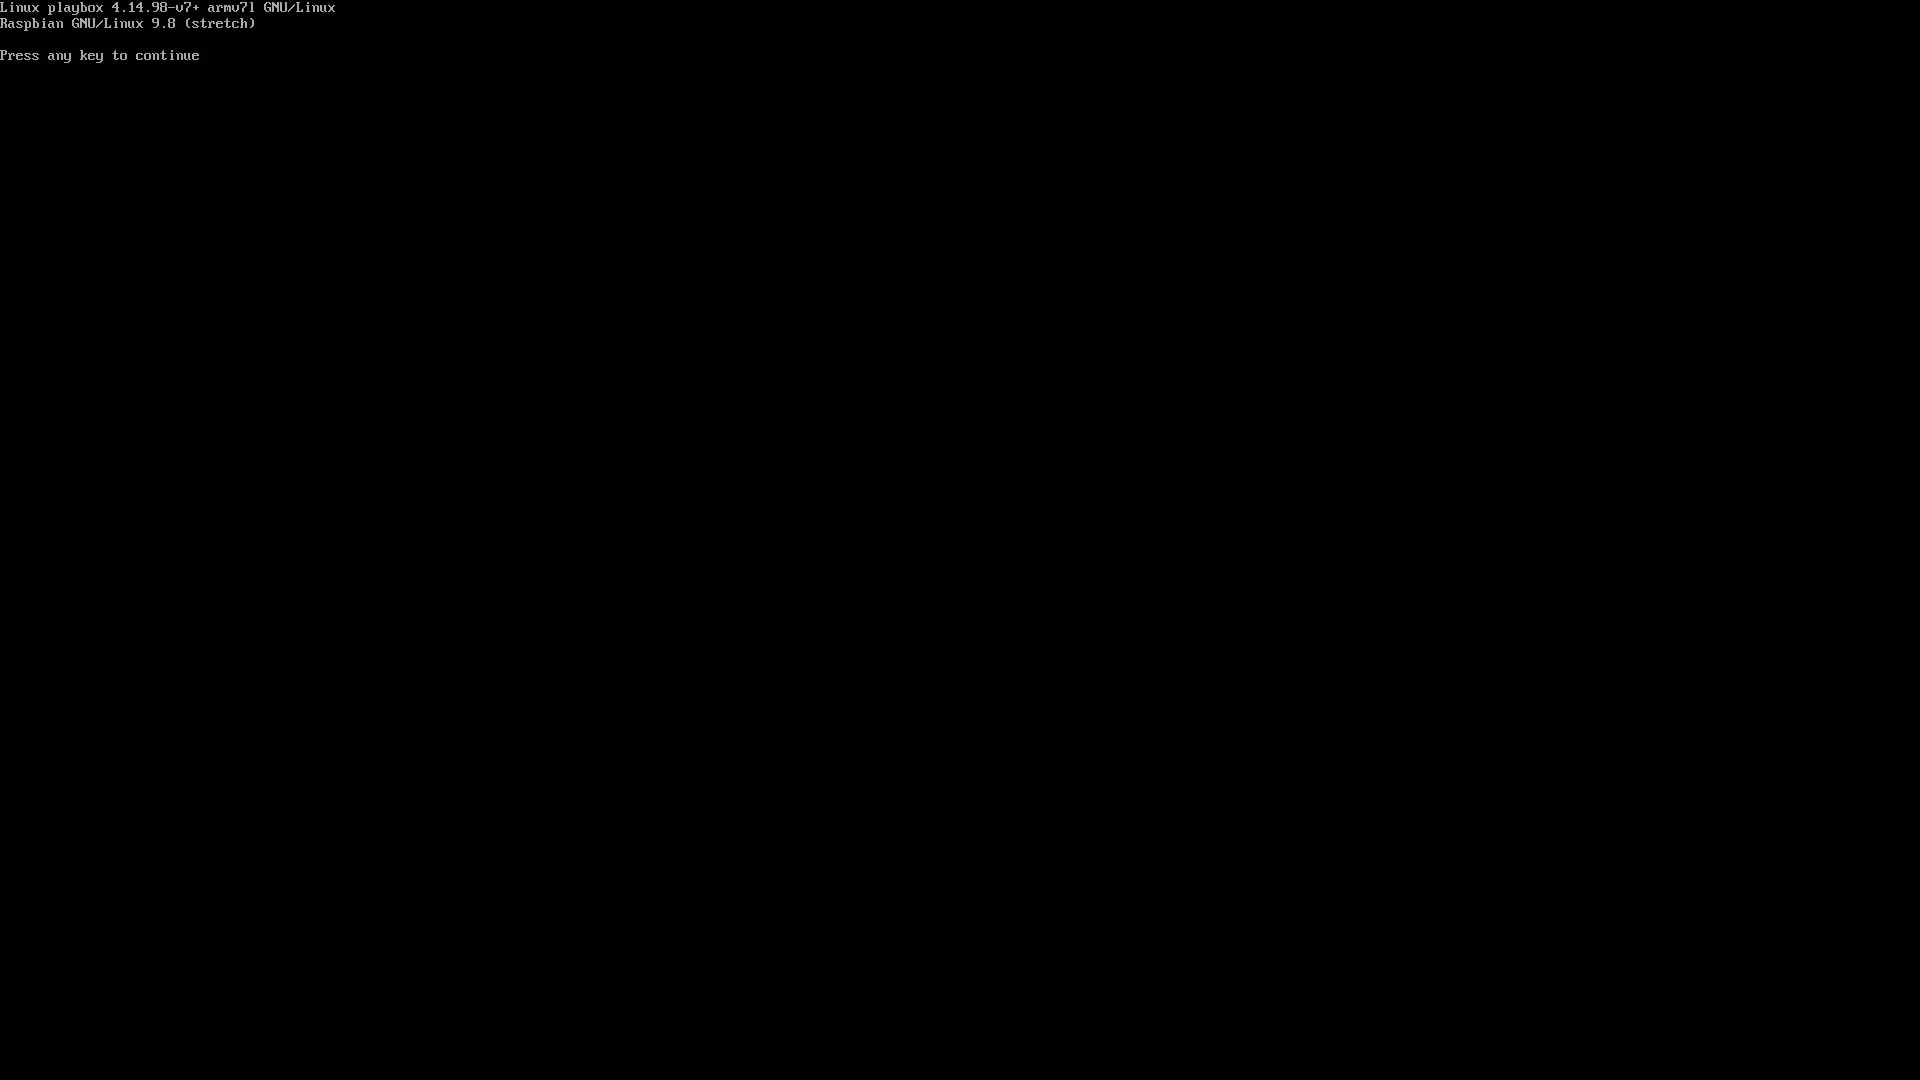 Linux playbox 4.14.98-v7+ armv7l GNU/Linux
Raspbian GNU/Linux 9.8 (stretch)
Press any key to continue